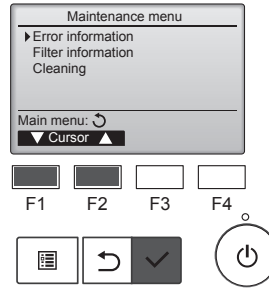 Maintenance menu
Error information
Filter information
Cleaning
Main menu:
Cursor
F1 F2 F3 F4